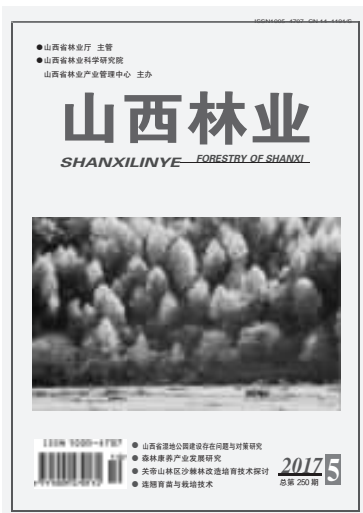 ●山西省林业厅 主管
●山西省林业科学研究院
山西省林业产业管理中心 主办
山西林业
SHANXILINYE FORESTRY OF SHANXI
ISSN 1005-4707
● 山西省湿地公园建设存在问题与对策研究
● 森林康养产业发展研究
● 关帝山林区沙棘林改造培育技术探讨
● 连翘育苗与栽培技术
2017 5
总第 250 期